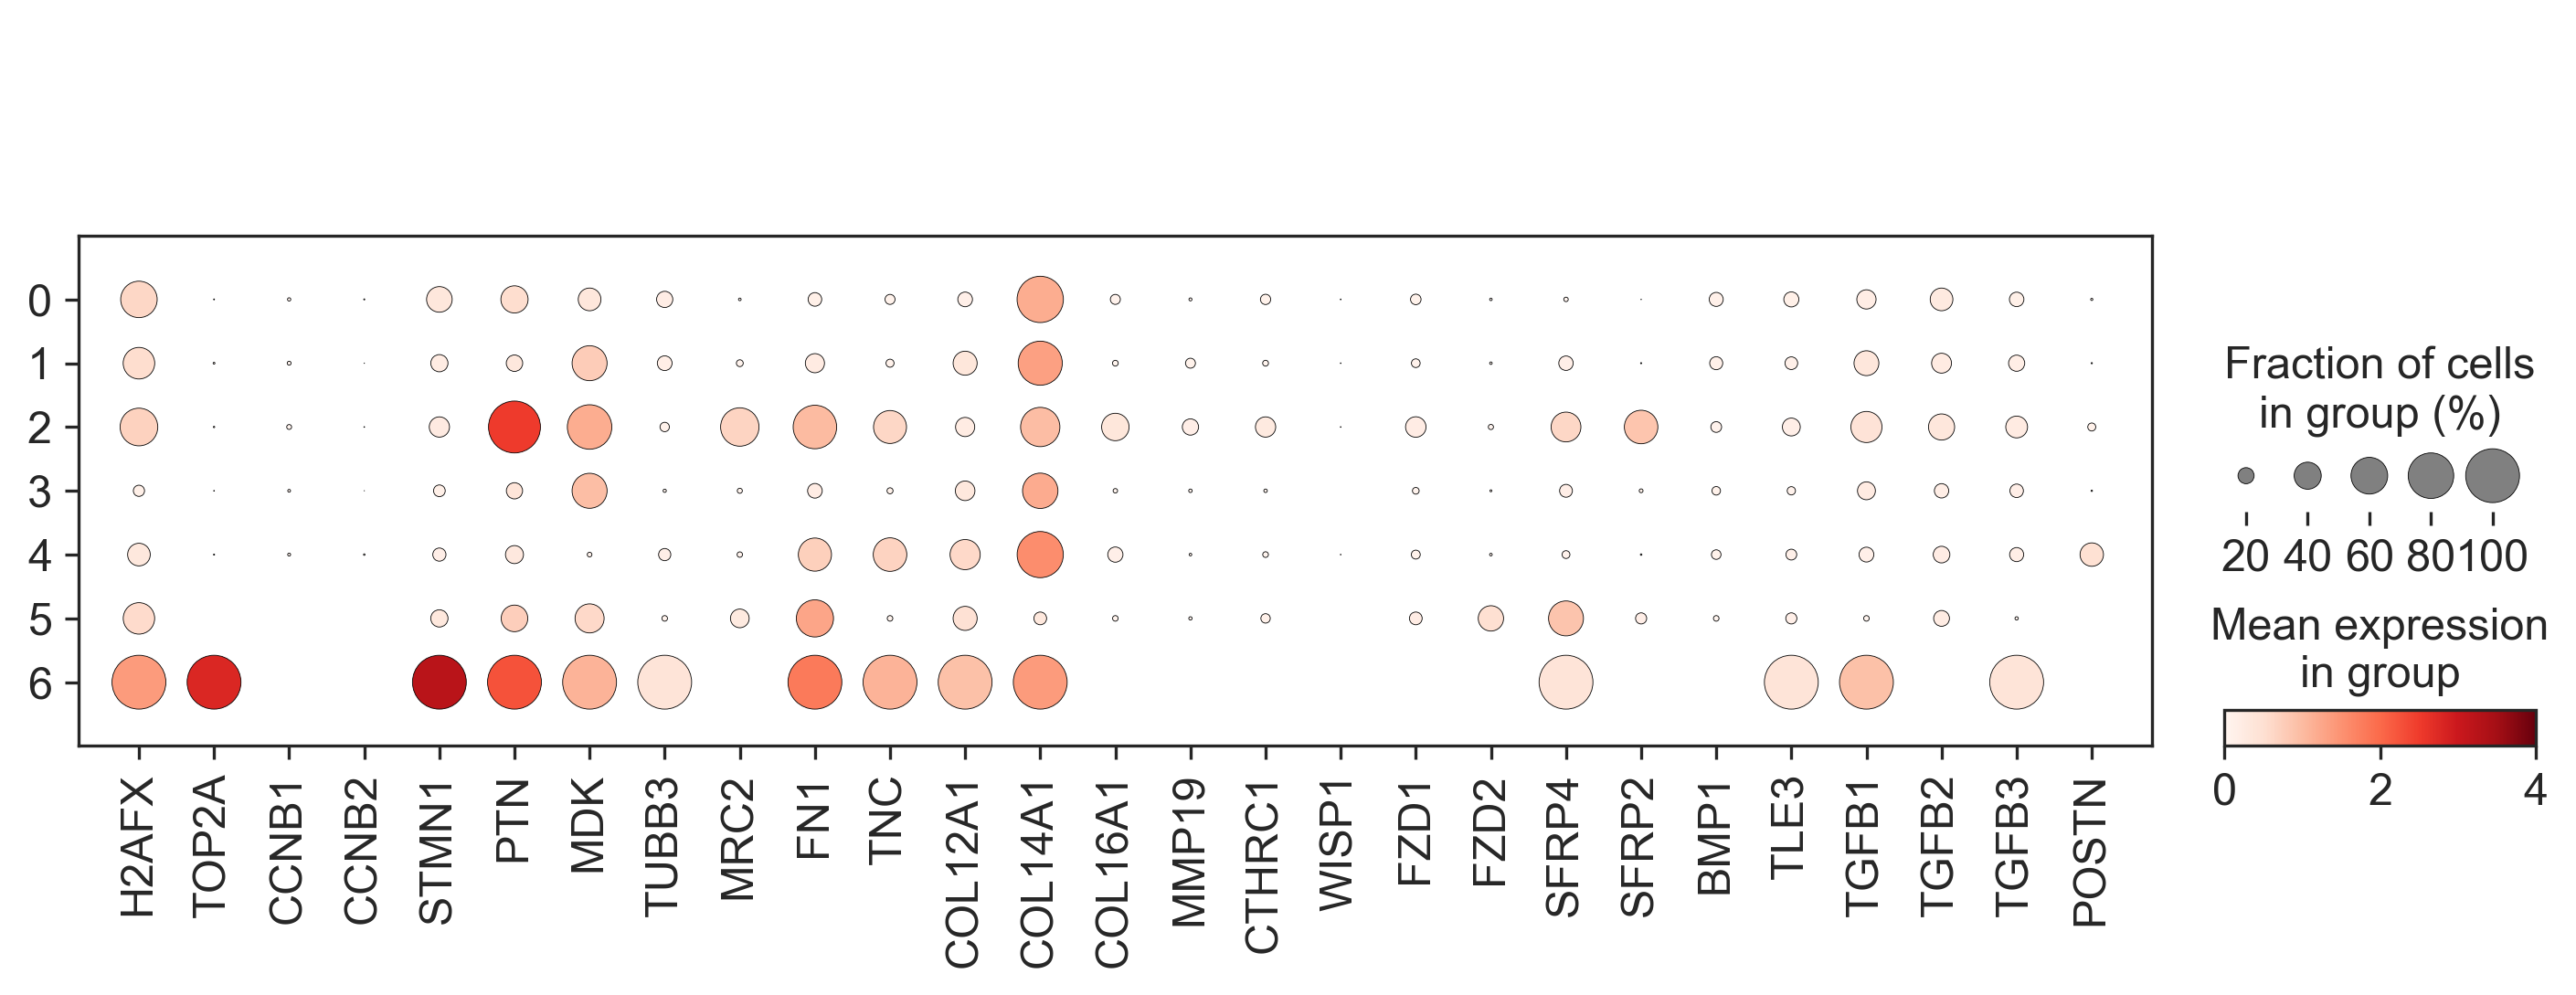 0
1
2
3
4
5
6
H2AFX
TOP2A
CCNB1
CCNB2
STMN1
PTN
MDK
TUBB3
MRC2
FN1
TNC
COL12A1
COL14A1
COL16A1
MMP19
CTHRC1
WISP1
FZD1
FZD2
SFRP4
SFRP2
BMP1
TLE3
TGFB1
TGFB2
TGFB3
POSTN
Fraction of cells
in group (%)
20 40 60 80 100
Mean expression
in group
0 2 4